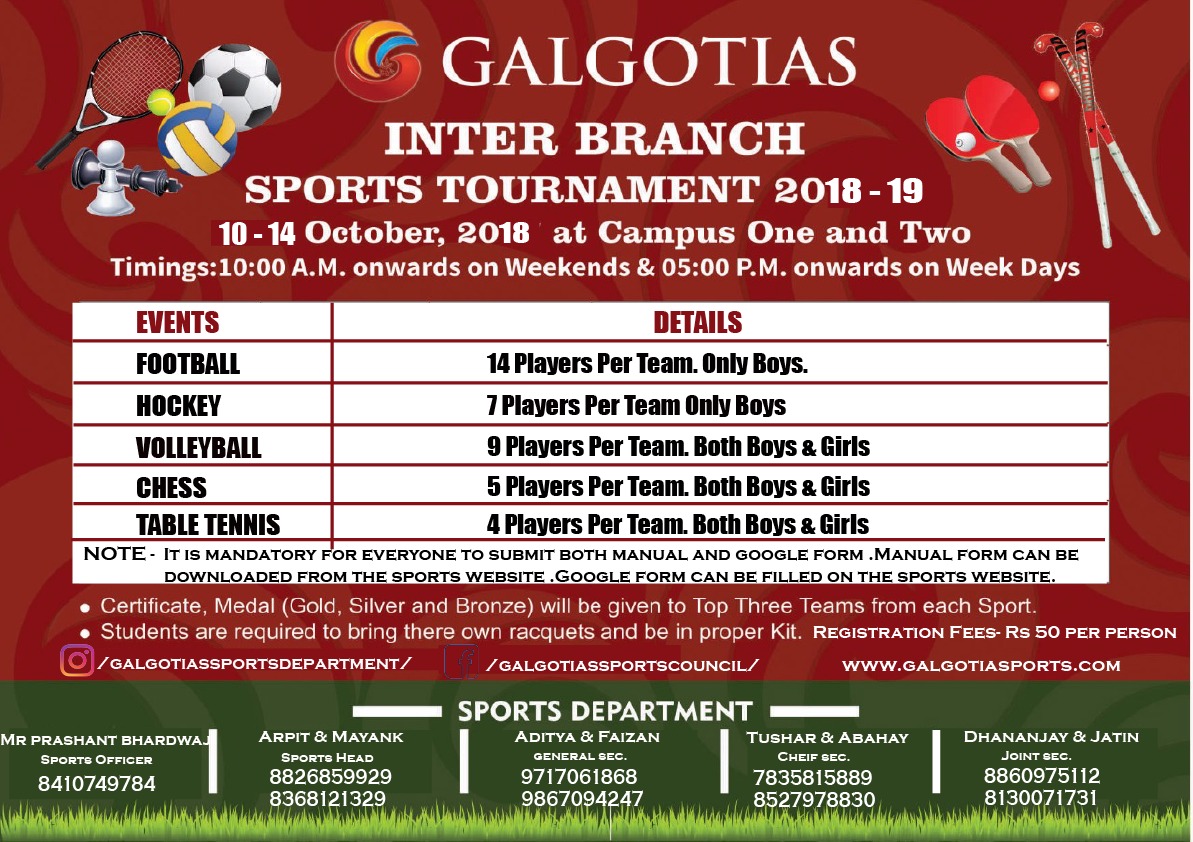 GALGOTIAS
INTER BRANCH
SPORTS TOURNAMENT 2018 - 19
10 - 14 October, 2018 at Campus One and Two
Timings:10:00 A.M. onwards on Weekends & 05:00 P.M. onwards on Week Days
EVENTS DETAILS
FOOTBALL 14 Players Per Team. Only Boys.
HOCKEY 7 Players Per Team Only Boys
VOLLEYBALL 9 Players Per Team. Both Boys & Girls
CHESS 5 Players Per Team. Both Boys & Girls
TABLE TENNIS 4 Players Per Team. Both Boys & Girls
NOTE - IT IS MANDATORY FOR EVERYONE TO SUBMIT BOTH MANUAL AND GOOGLE FORM .MANUAL FORM CAN BE
DOWNLOADED FROM THE SPORTS WEBSITE .GOOGLE FORM CAN BE FILLED ON THE SPORTS WEBSITE.
• Certificate, Medal (Gold, Silver and Bronze) will be given to Top Three Teams from each Sport.
• Students are required to bring there own racquets and be in proper Kit. REGISTRATION FEES- RS 50 PER PERSON
/GALGOTIASSPORTSDEPARTMENT/ /GALGOTIASSPORTSCOUNCIL/ WWW.GALGOTIASPORTS.COM
SPORTS DEPARTMENT
MR PRASHANT BHARDWAJ
SPORTS OFFICER
8410749784
ARPIT & MAYANK
SPORTS HEAD
8826859929
8368121329
ADITYA & FAIZAN
GENERAL SEC.
9717061868
9867094247
TUSHAR & ABAHAY
CHEIF SEC.
7835815889
8527978830
DHANANJAY & JATIN
JOINT SEC.
8860975112
8130071731